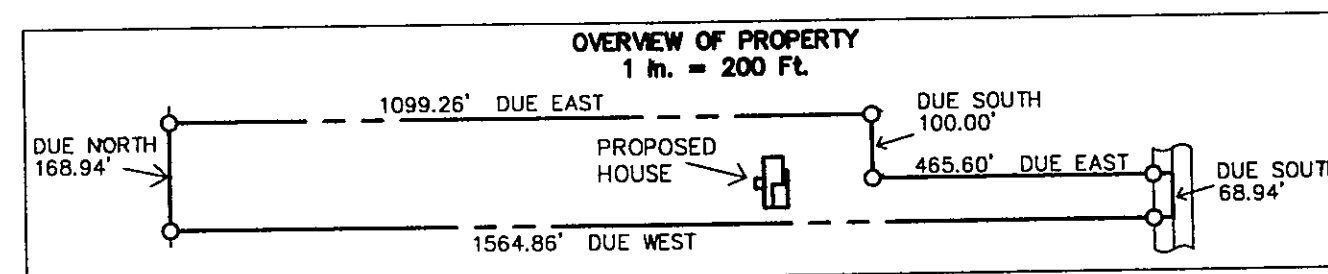 OVERVIEW OF PROPERTY
1 In. = 200 Ft.
1099.26' DUE EAST
DUE SOUTH
100.00'
DUE NORTH
168.94'
PROPOSED
HOUSE
465.60' DUE EAST
DUE SOUTH
68.94'
1564.86' DUE WEST